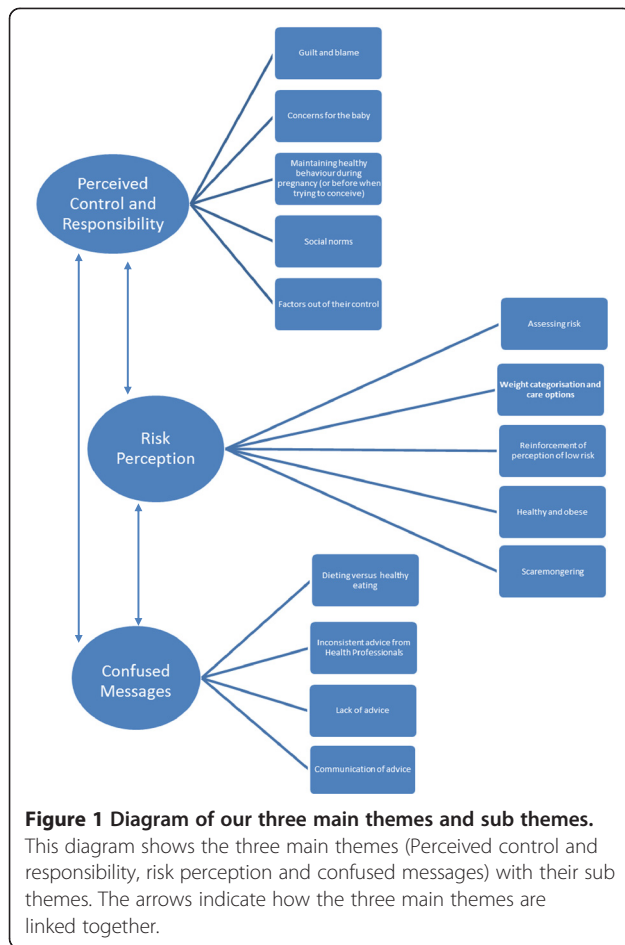 Guilt and blame
Concerns for the baby
Maintaining healthy
behaviour during
pregnancy (or before when
trying to conceive)
Social norms
Factors out of their control
Perceived
Control and
Responsibility
Assessing risk
Weight categorisation and
care options
Reinforcement of
perception of low risk
Healthy and obese
Scaremongering
Risk
Perception
Dieting versus healthy
eating
Inconsistent advice from
Health Professionals
Lack of advice
Communication of advice
Confused
Messages
Figure 1 Diagram of our three main themes and sub themes.
This diagram shows the three main themes (Perceived control and
responsibility, risk perception and confused messages) with their sub
themes. The arrows indicate how the three main themes are
linked together.